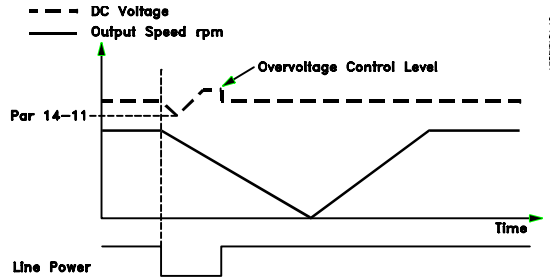 DC Voltage
Output Speed rpm
Overvoltage Control Level
Par 14-11
Time
Line Power